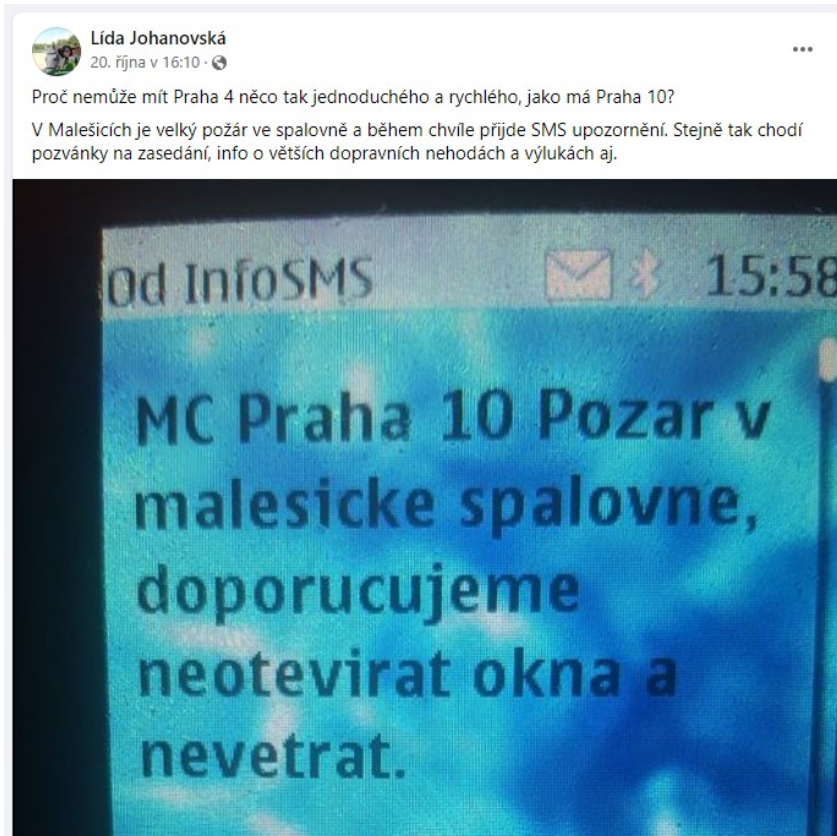 Lída Johanovská
20. října v 16:10 ·
Proč nemůže mít Praha 4 něco tak jednoduchého a rychlého, jako má Praha 10?
V Malešicích je velký požár ve spalovně a během chvíle přijde SMS upozornění. Stejně tak chodí
pozvánky na zasedání, info o větších dopravních nehodách a výlukách aj.
Od InfoSMS 15:58
MC Praha 10 Pozar v
malesicke spalovne,
doporucujeme
neotevirat okna a
nevetrat.